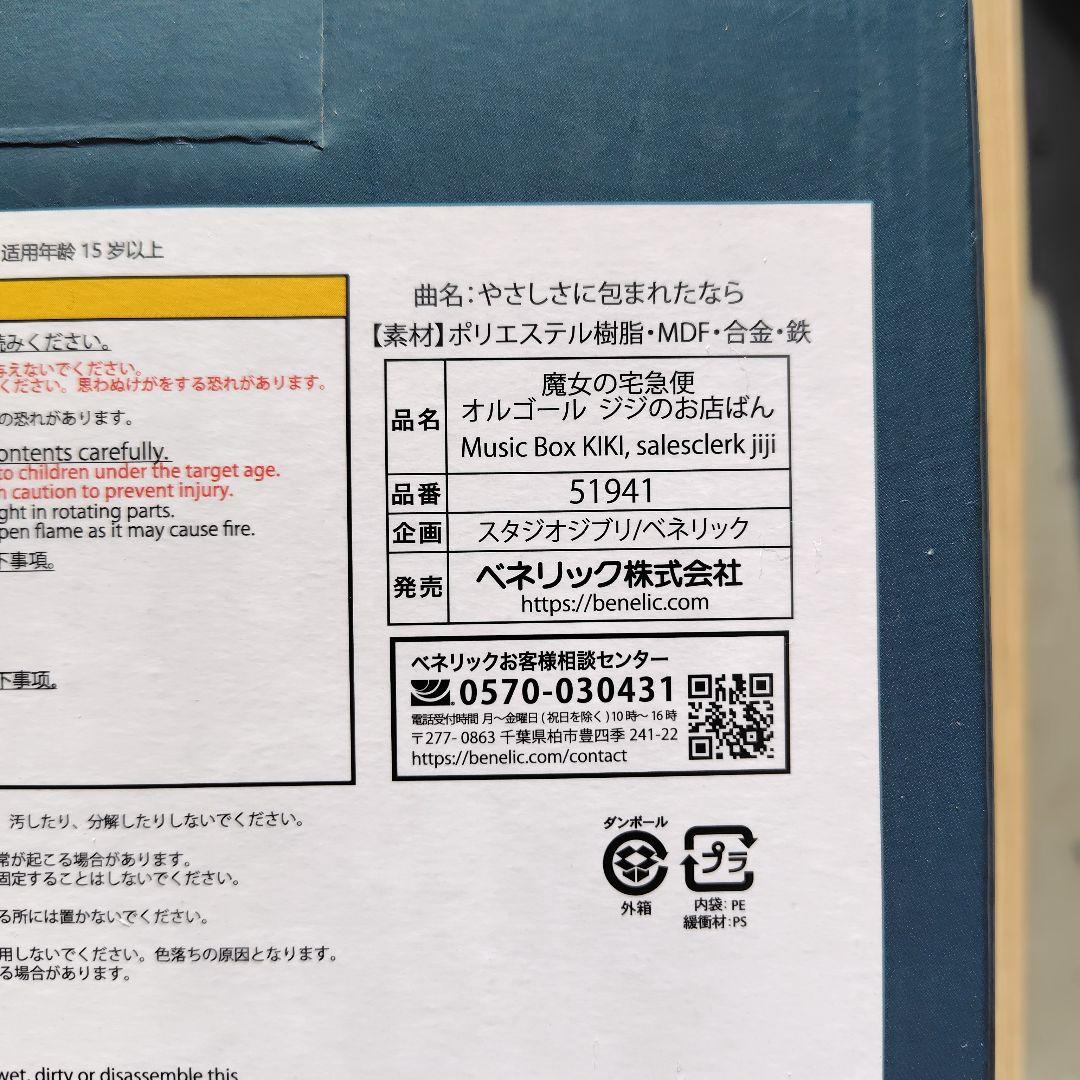 适用年龄 15 岁以上
読みください。
与えないでください。
ください。思わぬけがをする恐れがあります。
の恐れがあります。
ontents carefully.
to children under the target age.
n caution to prevent injury.
ght in rotating parts.
pen flame as it may cause fire.
下事項。
下事项。
曲名:やさしさに包まれたなら
【素材】ポリエステル樹脂・MDF・合金・鉄
品名
魔女の宅急便
オルゴール ジジのお店ばん
Music Box KIKI, salesclerk jiji
品番 51941
企画 スタジオジブリ/ベネリック
発売 ベネリック株式会社
https://benelic.com
ベネリックお客様相談センター
0570-030431
電話受付時間 月～金曜日(祝日を除く)10時～16時
〒277-0863 千葉県柏市豊四季 241-22
https://benelic.com/contact
汚したり、分解したりしないでください。
常が起こる場合があります。
固定することはしないでください。
る所には置かないでください。
用しないでください。色落ちの原因となります。
る場合があります。
ダンボール
外箱
プラ
内袋:PE
緩衝材:PS
wet, dirty or disassemble this